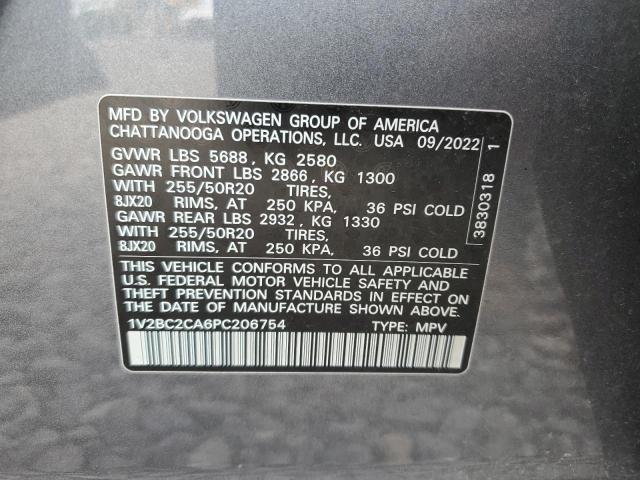 MFD BY VOLKSWAGEN GROUP OF AMERICA
CHATTANOOGA OPERATIONS, LLC. USA 09/2022
GVWR LBS 5688, KG 2580
GAWR FRONT LBS 2866, KG 1300
WITH 255/50R20 TIRES,
8JX20 RIMS, AT 250 KPA, 36 PSI COLD
GAWR REAR LBS 2932, KG 1330
WITH 255/50R20 TIRES,
8JX20 RIMS, AT 250 KPA, 36 PSI COLD
THIS VEHICLE CONFORMS TO ALL APPLICABLE
U.S. FEDERAL MOTOR VEHICLE SAFETY AND
THEFT PREVENTION STANDARDS IN EFFECT ON
THE DATE OF MANUFACTURE SHOWN ABOVE.
1V2BC2CA6PC206754 TYPE: MPV
3830318 1